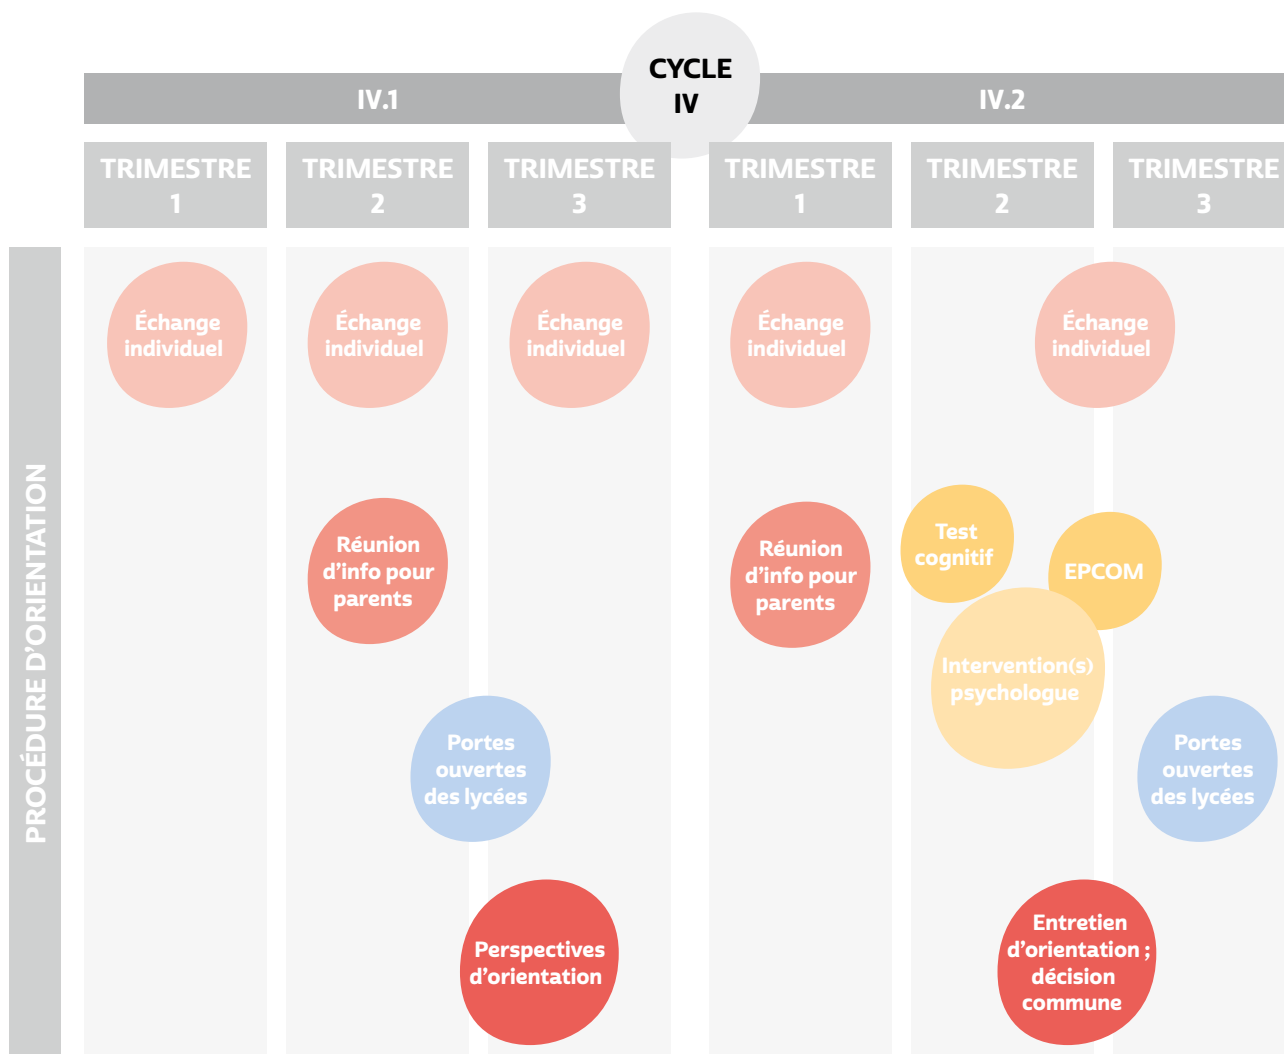 CYCLE
IV
IV.1
IV.2
TRIMESTRE
1
TRIMESTRE
2
TRIMESTRE
3
TRIMESTRE
1
TRIMESTRE
2
TRIMESTRE
3
PROCÉDURE D’ORIENTATION
Échange
individuel
Échange
individuel
Échange
individuel
Échange
individuel
Échange
individuel
Réunion
d’info pour
parents
Réunion
d’info pour
parents
Test
cognitif
EPCOM
Intervention(s)
psychologue
Portes
ouvertes
des lycées
Portes
ouvertes
des lycées
Perspectives
d’orientation
Entretien
d’orientation ;
décision
commune